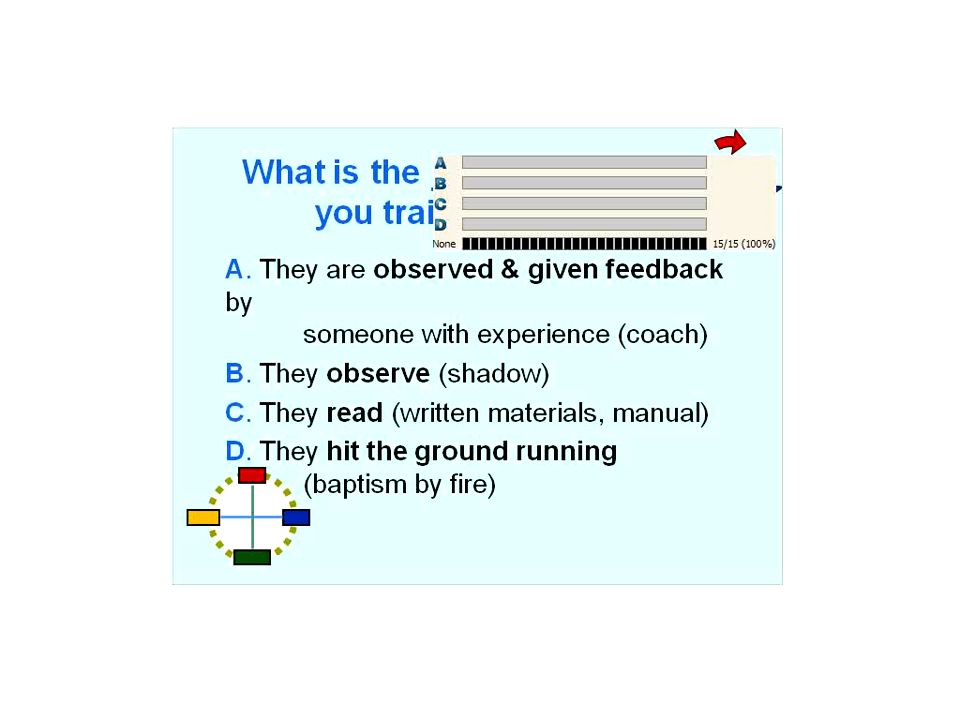 What is the
you trai
A
B
C
D
None 15/15 (100%)
A. They are observed & given feedback
by
someone with experience (coach)
B. They observe (shadow)
C. They read (written materials, manual)
D. They hit the ground running
(baptism by fire)